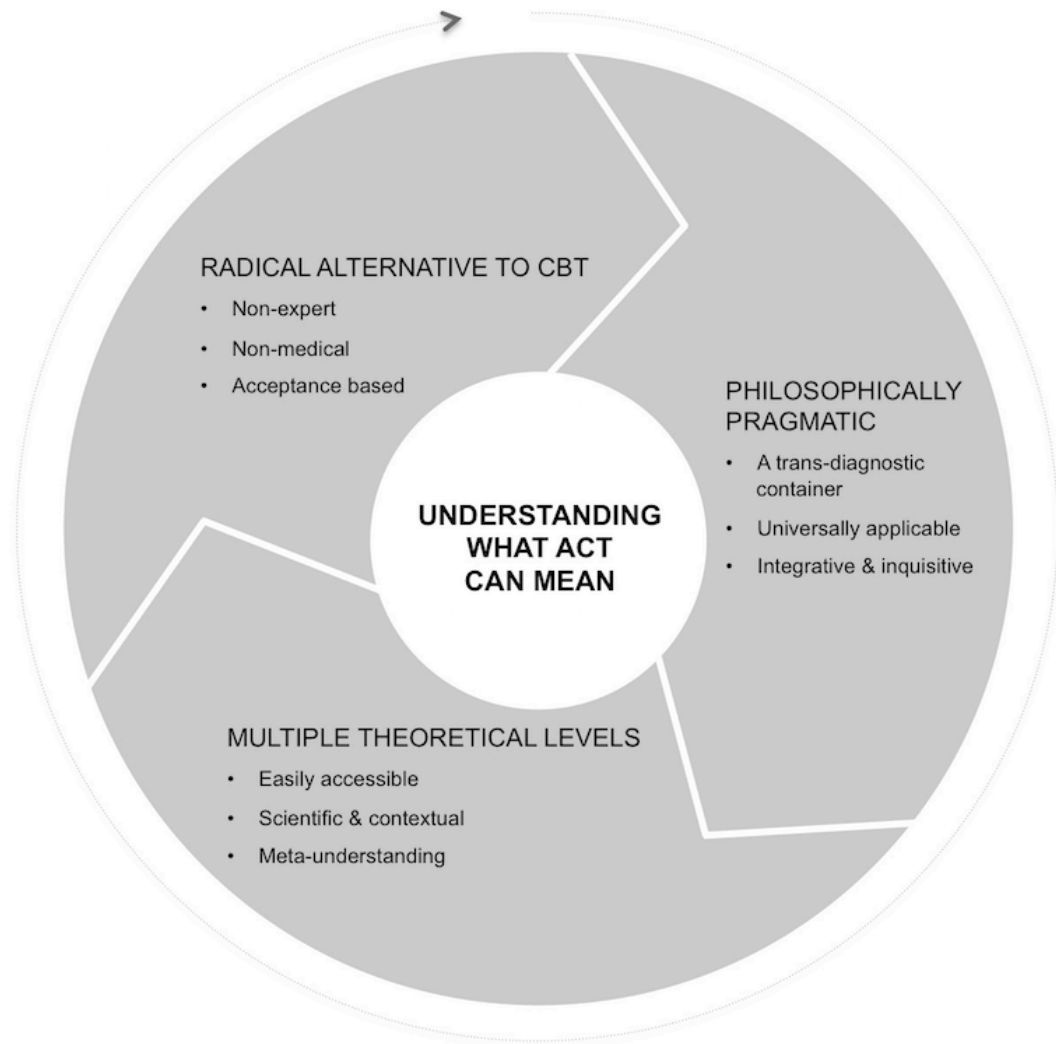 RADICAL ALTERNATIVE TO CBT
• Non-expert
• Non-medical
• Acceptance based
PHILOSOPHICALLY
PRAGMATIC
• A trans-diagnostic
container
• Universally applicable
• Integrative & inquisitive
UNDERSTANDING
WHAT ACT
CAN MEAN
MULTIPLE THEORETICAL LEVELS
• Easily accessible
• Scientific & contextual
• Meta-understanding